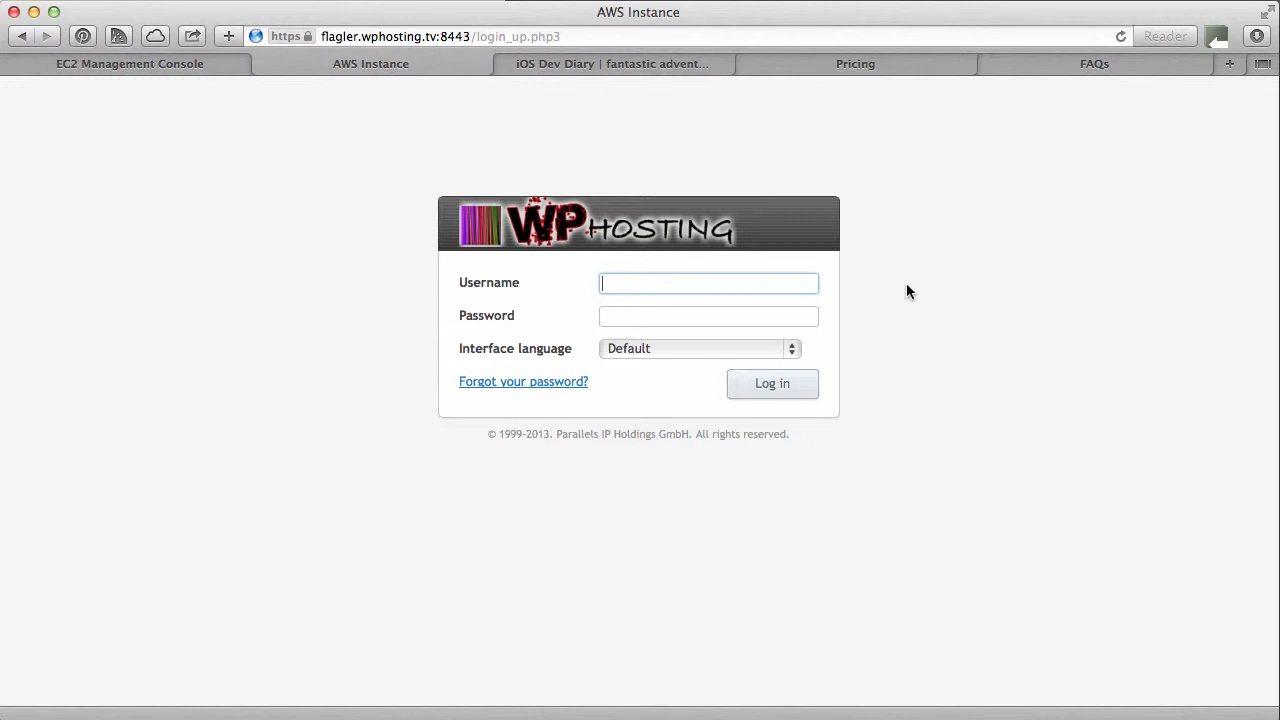 AWS Instance
https flagler.wphosting.tv:8443/login_up.php3 Reader
EC2 Management Console AWS Instance iOS Dev Diary | fantastic advent... Pricing FAQs
WPHOSTING
Username
Password
Interface language Default
Forgot your password? Log in
© 1999-2013. Parallels IP Holdings GmbH. All rights reserved.